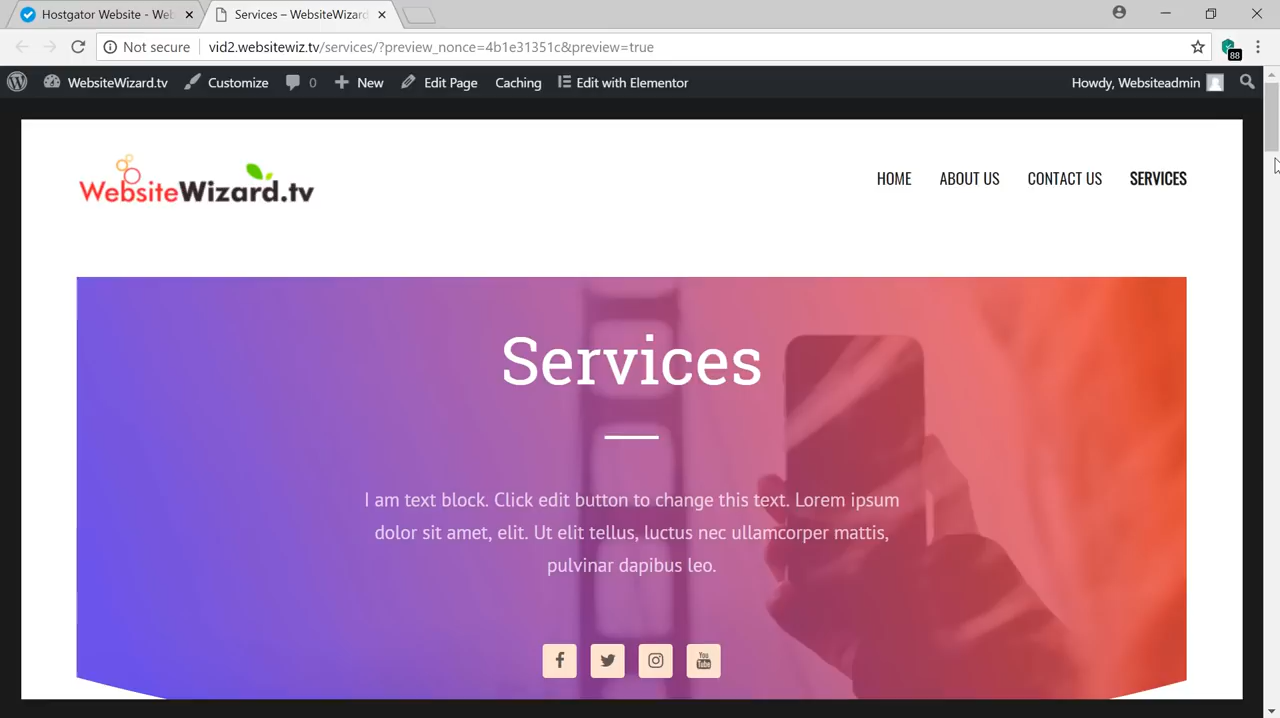 Hostgator Website - Web
Services – WebsiteWizard
Not secure
vid2.websitewiz.tv/services/?preview_nonce=4b1e31351c&preview=true
88
WebsiteWizard.tv
Customize
0
New
Edit Page
Caching
Edit with Elementor
Howdy, Websiteadmin
WebsiteWizard.tv
HOME
ABOUT US
CONTACT US
SERVICES
Services
I am text block. Click edit button to change this text. Lorem ipsum
dolor sit amet, elit. Ut elit tellus, luctus nec ullamcorper mattis,
pulvinar dapibus leo.
You
Tube